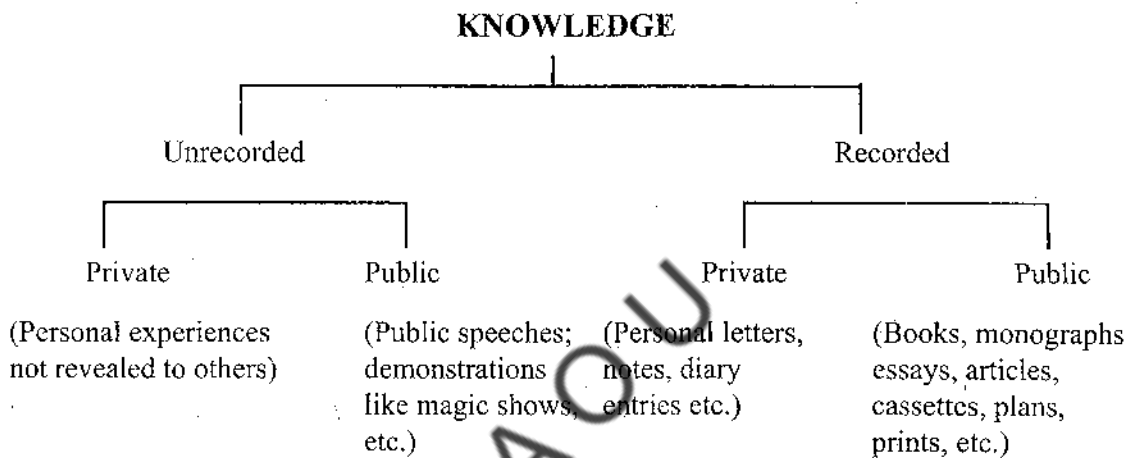 KNOWLEDGE
Unrecorded
Recorded
Private
Public
Private
Public
(Personal experiences
not revealed to others)
(Public speeches;
demonstrations
like magic shows,
etc.)
(Personal letters,
notes, diary
entries etc.)
(Books, monographs
essays, articles,
cassettes, plans,
prints, etc.)
AOU